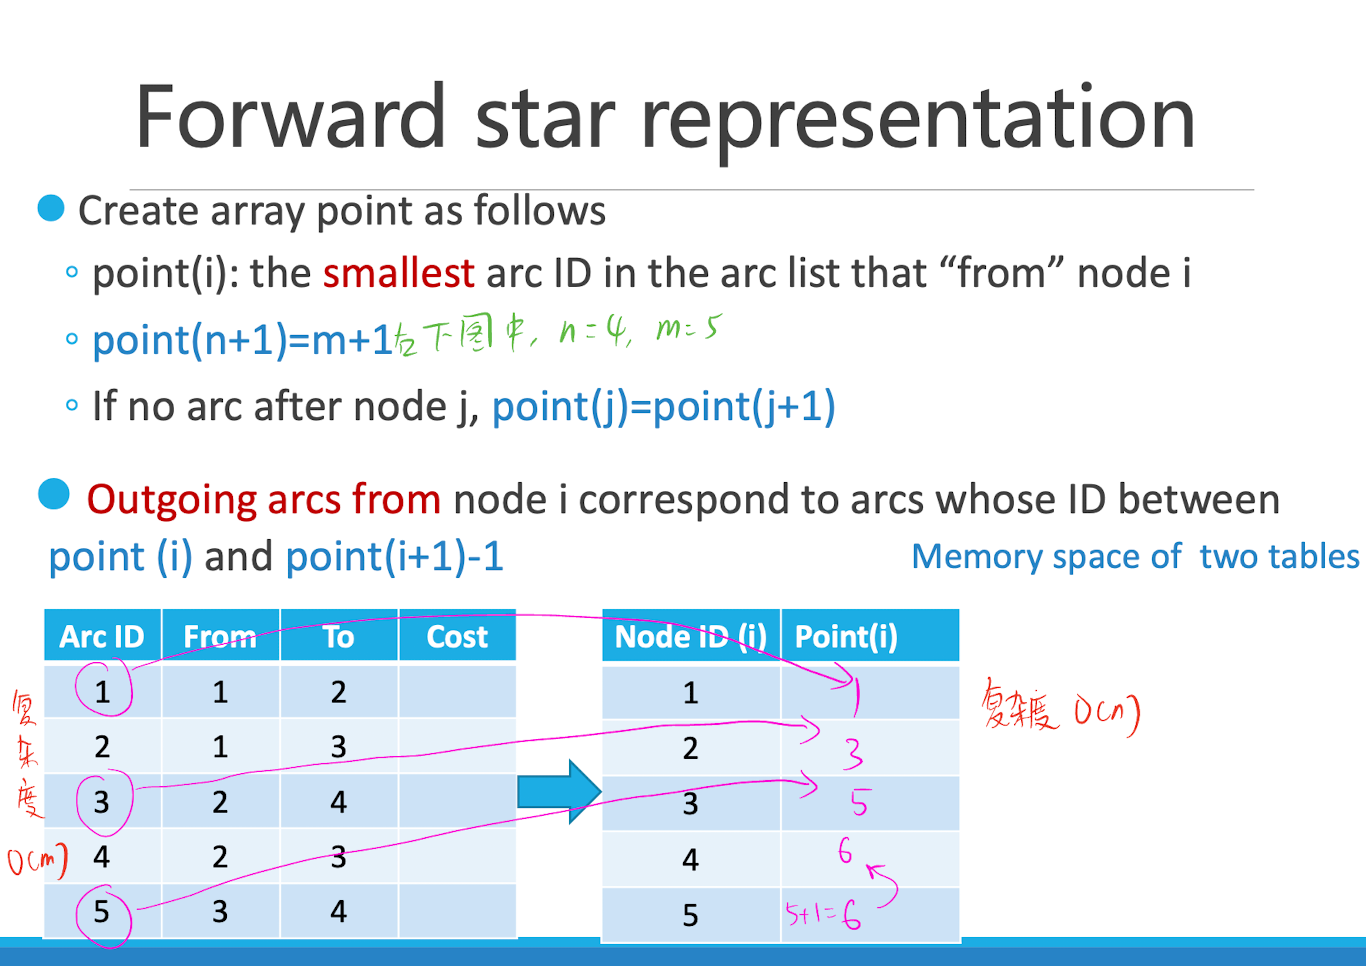 Forward star representation
Create array point as follows
point(i): the smallest arc ID in the arc list that “from” node i
point(n+1)=m+1 右下图中, n=4, m=5
If no arc after node j, point(j)=point(j+1)
Outgoing arcs from node i correspond to arcs whose ID between
point (i) and point(i+1)-1
Memory space of two tables
Arc ID From To Cost
1 1 2
2 1 3
3 2 4
4 2 3
5 3 4
复杂度 O(m)
Node ID (i) Point(i)
1 1
2 3
3 5
4 6
5 5+1=6
复杂度 O(n)